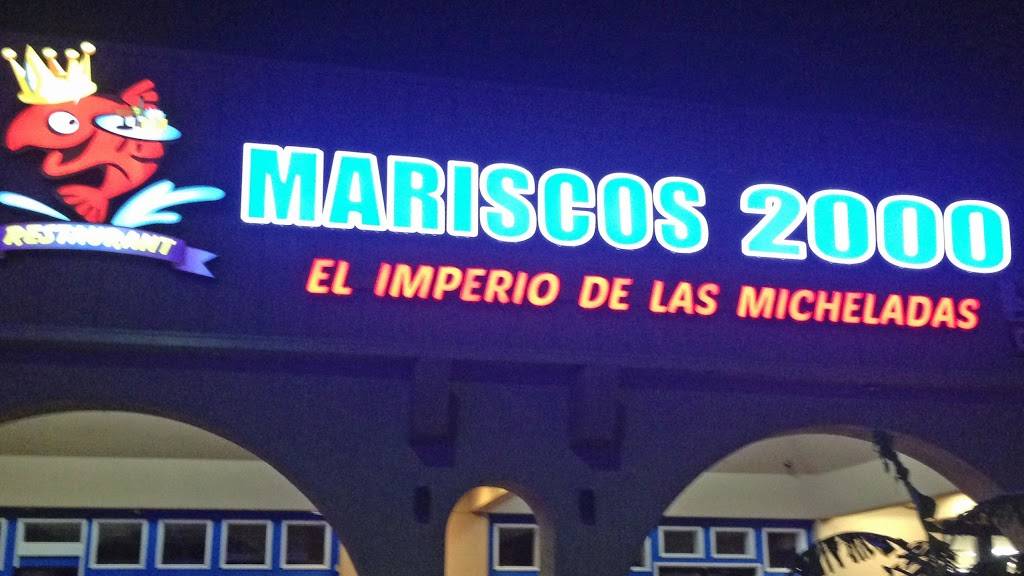 MARISCOS 2000
EL IMPERIO DE LAS MICHELADAS
RESTAURANT